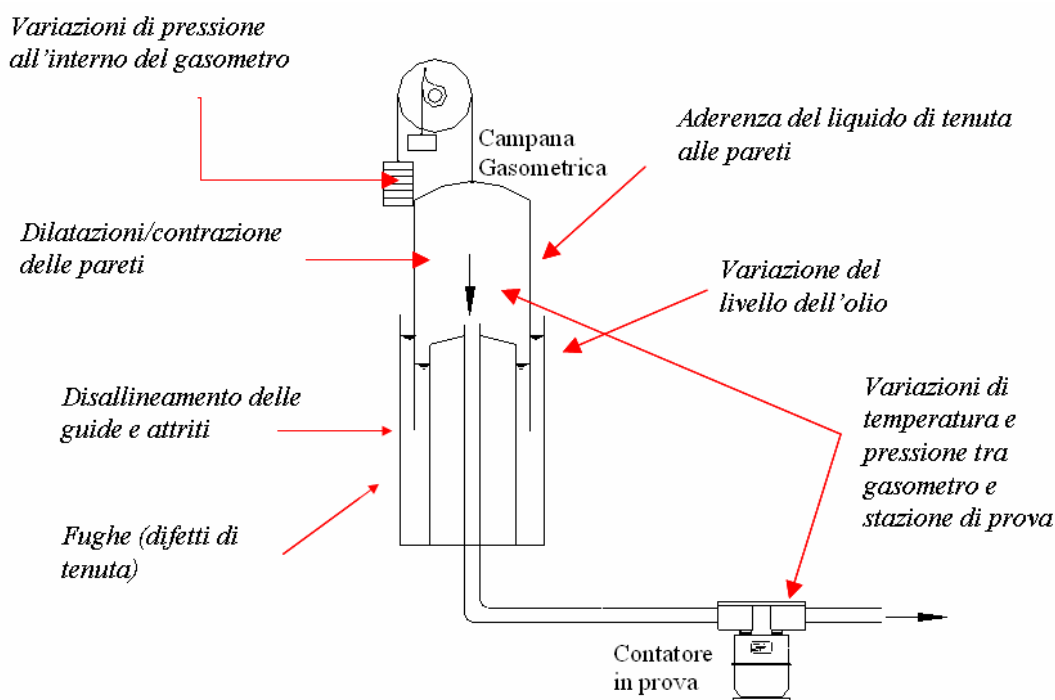 Variazioni di pressione
all'interno del gasometro
Campana
Gasometrica
Aderenza del liquido di tenuta
alle pareti
Dilatazioni/contrazione
delle pareti
Variazione del
livello dell'olio
Disallineamento delle
guide e attriti
Variazioni di
temperatura e
pressione tra
gasometro e
stazione di prova
Fughe (difetti di
tenuta)
Contatore
in prova